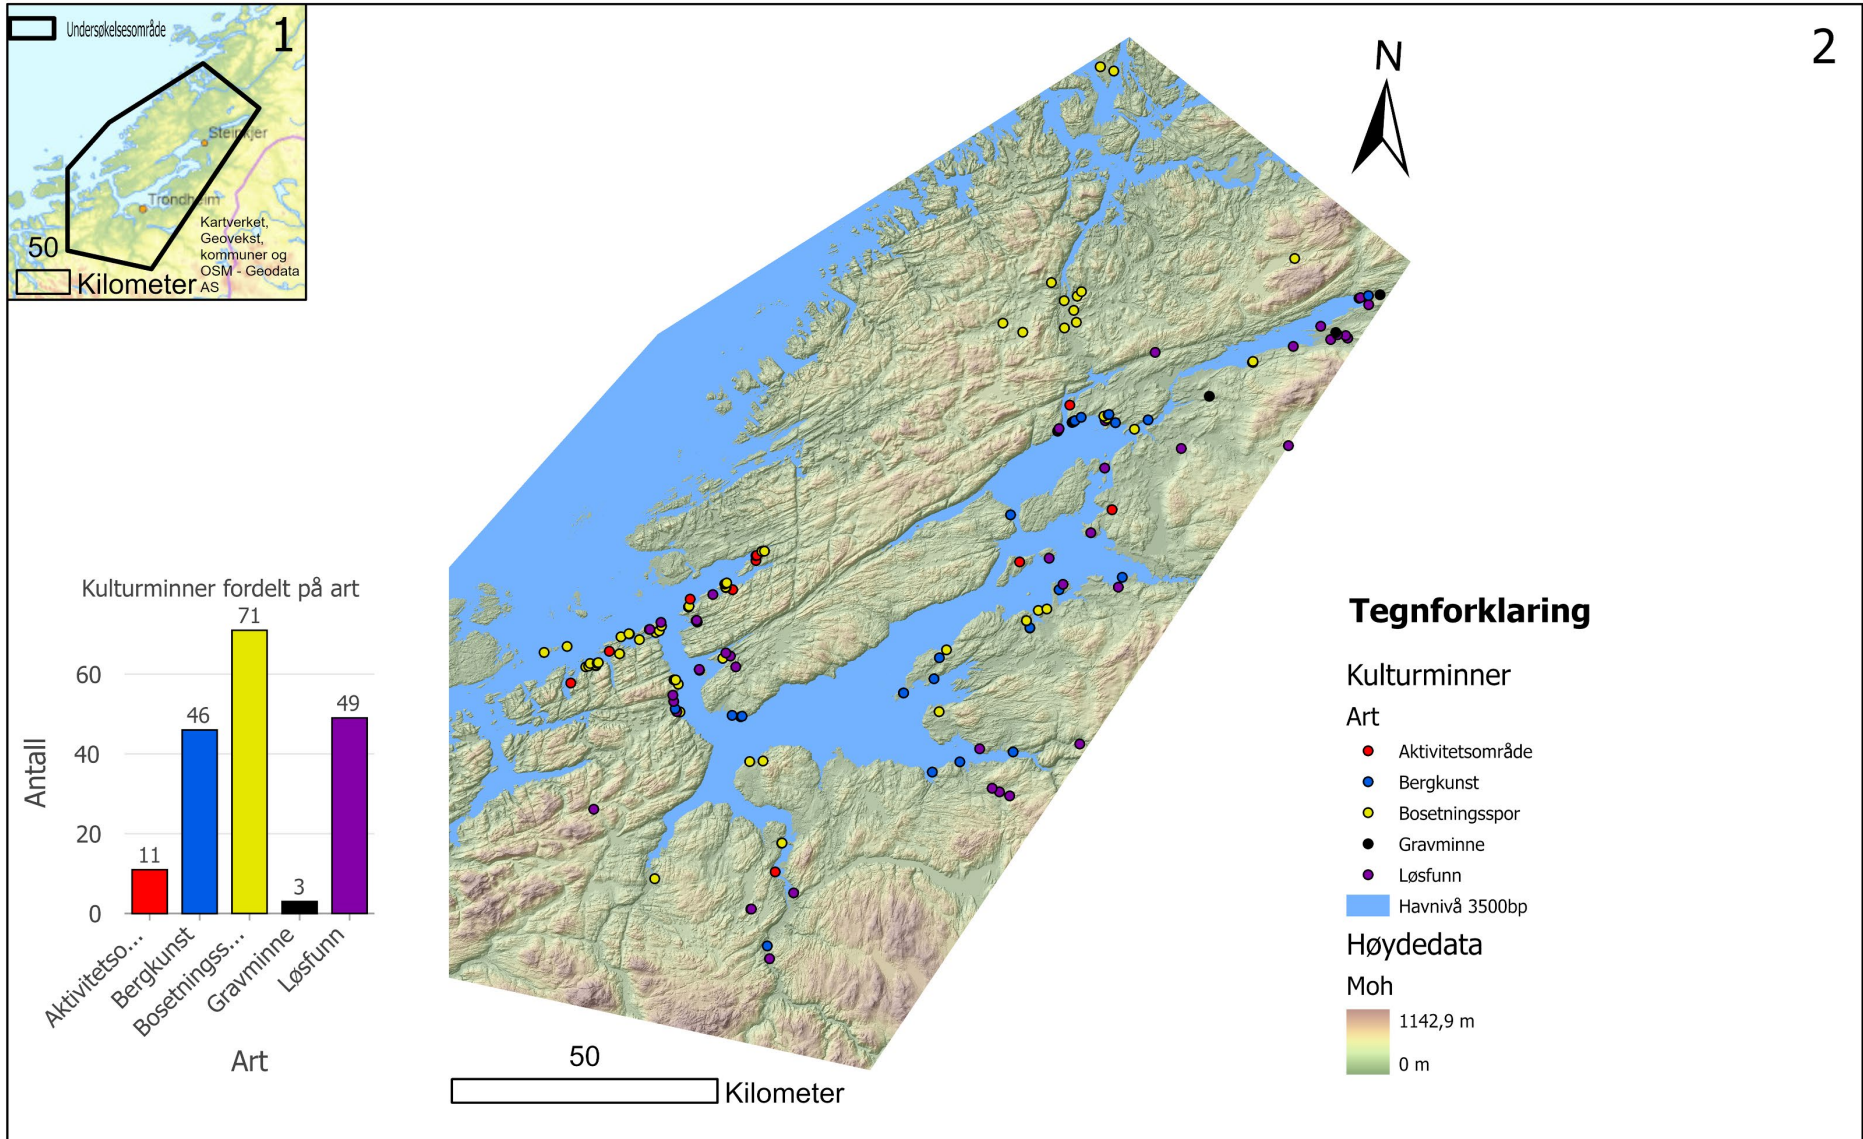 Undersøkelsesområde
1
Steinkjer
Trondheim
Kartverket,
Geovekst,
kommuner og
OSM - Geodata
AS
50
Kilometer
2
N
Kulturminner fordelt på art
71
60
49
46
40
20
11
3
0
Antall
Aktivitetso...
Bergkunst
Bosetningss...
Gravminne
Løsfunn
Art
50
Kilometer
Tegnforklaring
Kulturminner
Art
Aktivitetsområde
Bergkunst
Bosetningsspor
Gravminne
Løsfunn
Havnivå 3500bp
Høydedata
Moh
1142,9 m
0 m